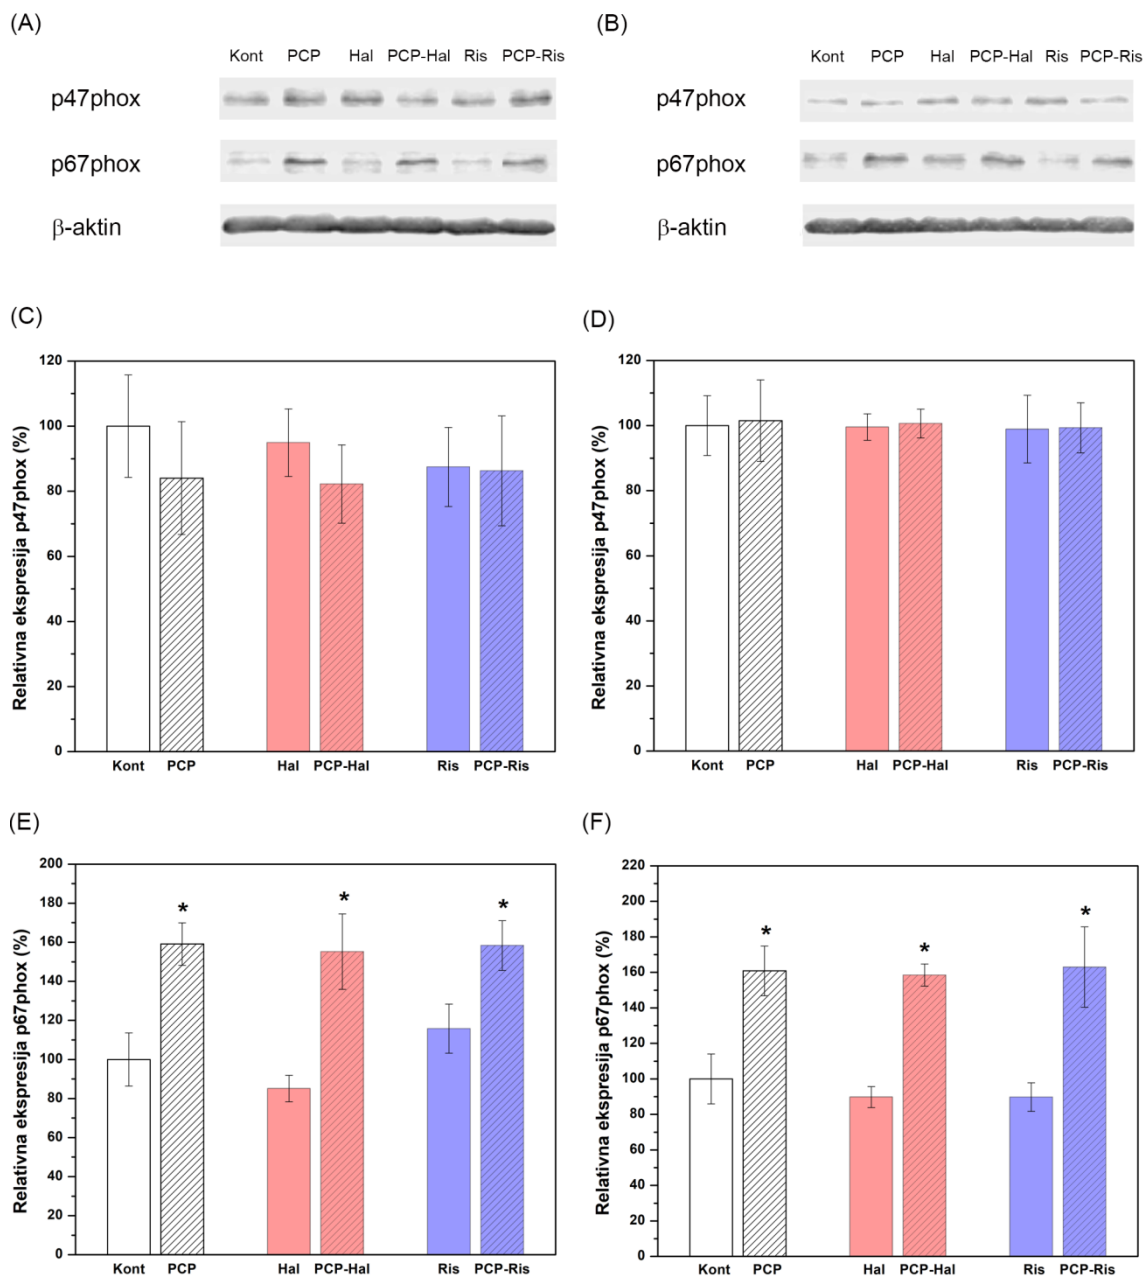 (A)
Kont PCP Hal PCP-Hal Ris PCP-Ris
p47phox
p67phox
β-aktin
(B)
Kont PCP Hal PCP-Hal Ris PCP-Ris
p47phox
p67phox
β-aktin
(C)
Relativna ekspresija p47phox (%)
120
100
80
60
40
20
0
Kont PCP Hal PCP-Hal Ris PCP-Ris
(D)
Relativna ekspresija p47phox (%)
120
100
80
60
40
20
0
Kont PCP Hal PCP-Hal Ris PCP-Ris
(E)
Relativna ekspresija p67phox (%)
200
180
160
140
120
100
80
60
40
20
0
* * *
Kont PCP Hal PCP-Hal Ris PCP-Ris
(F)
Relativna ekspresija p67phox (%)
220
200
180
160
140
120
100
80
60
40
20
0
* * *
Kont PCP Hal PCP-Hal Ris PCP-Ris